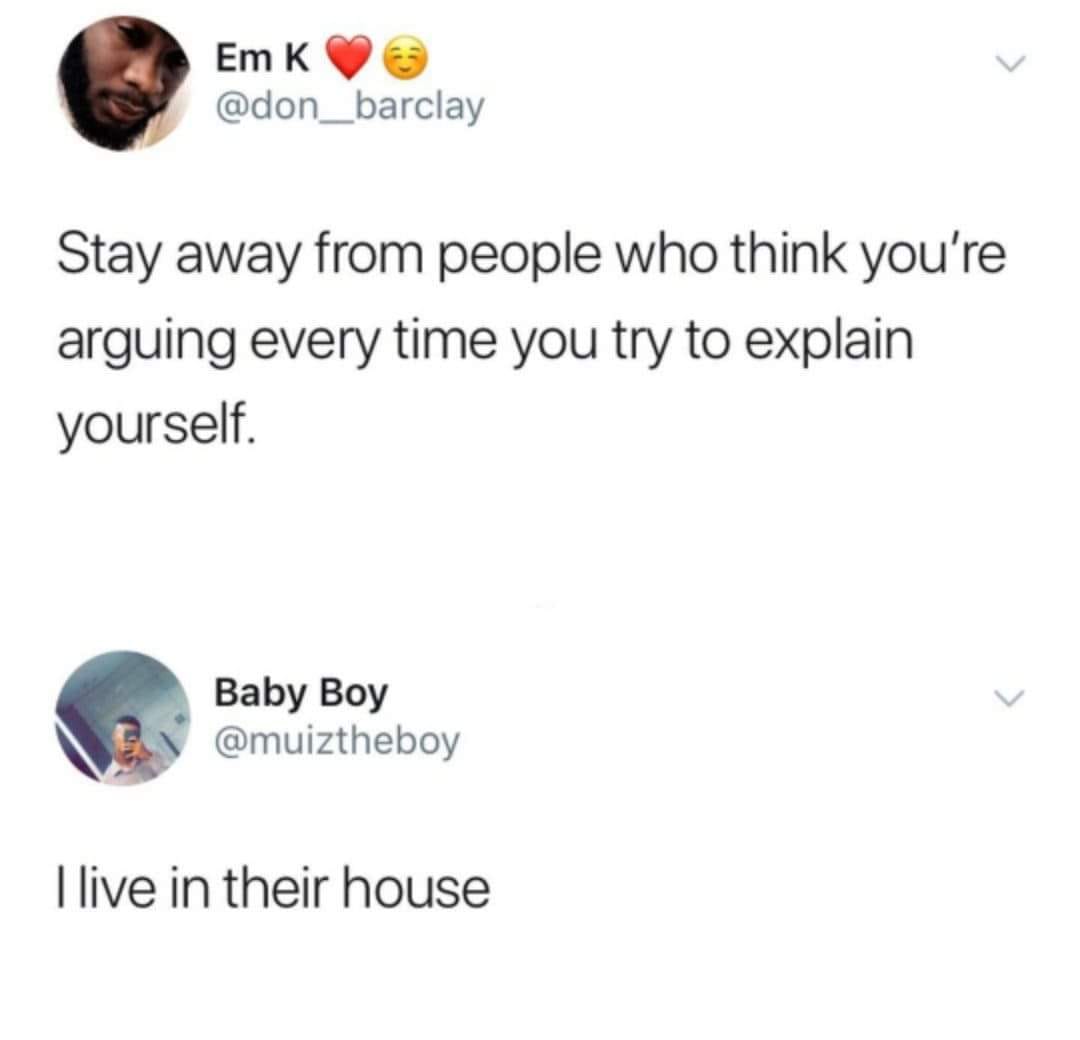 Em K ❤️☺️
@don__barclay
Stay away from people who think you're
arguing every time you try to explain
yourself.
Baby Boy
@muiztheboy
I live in their house